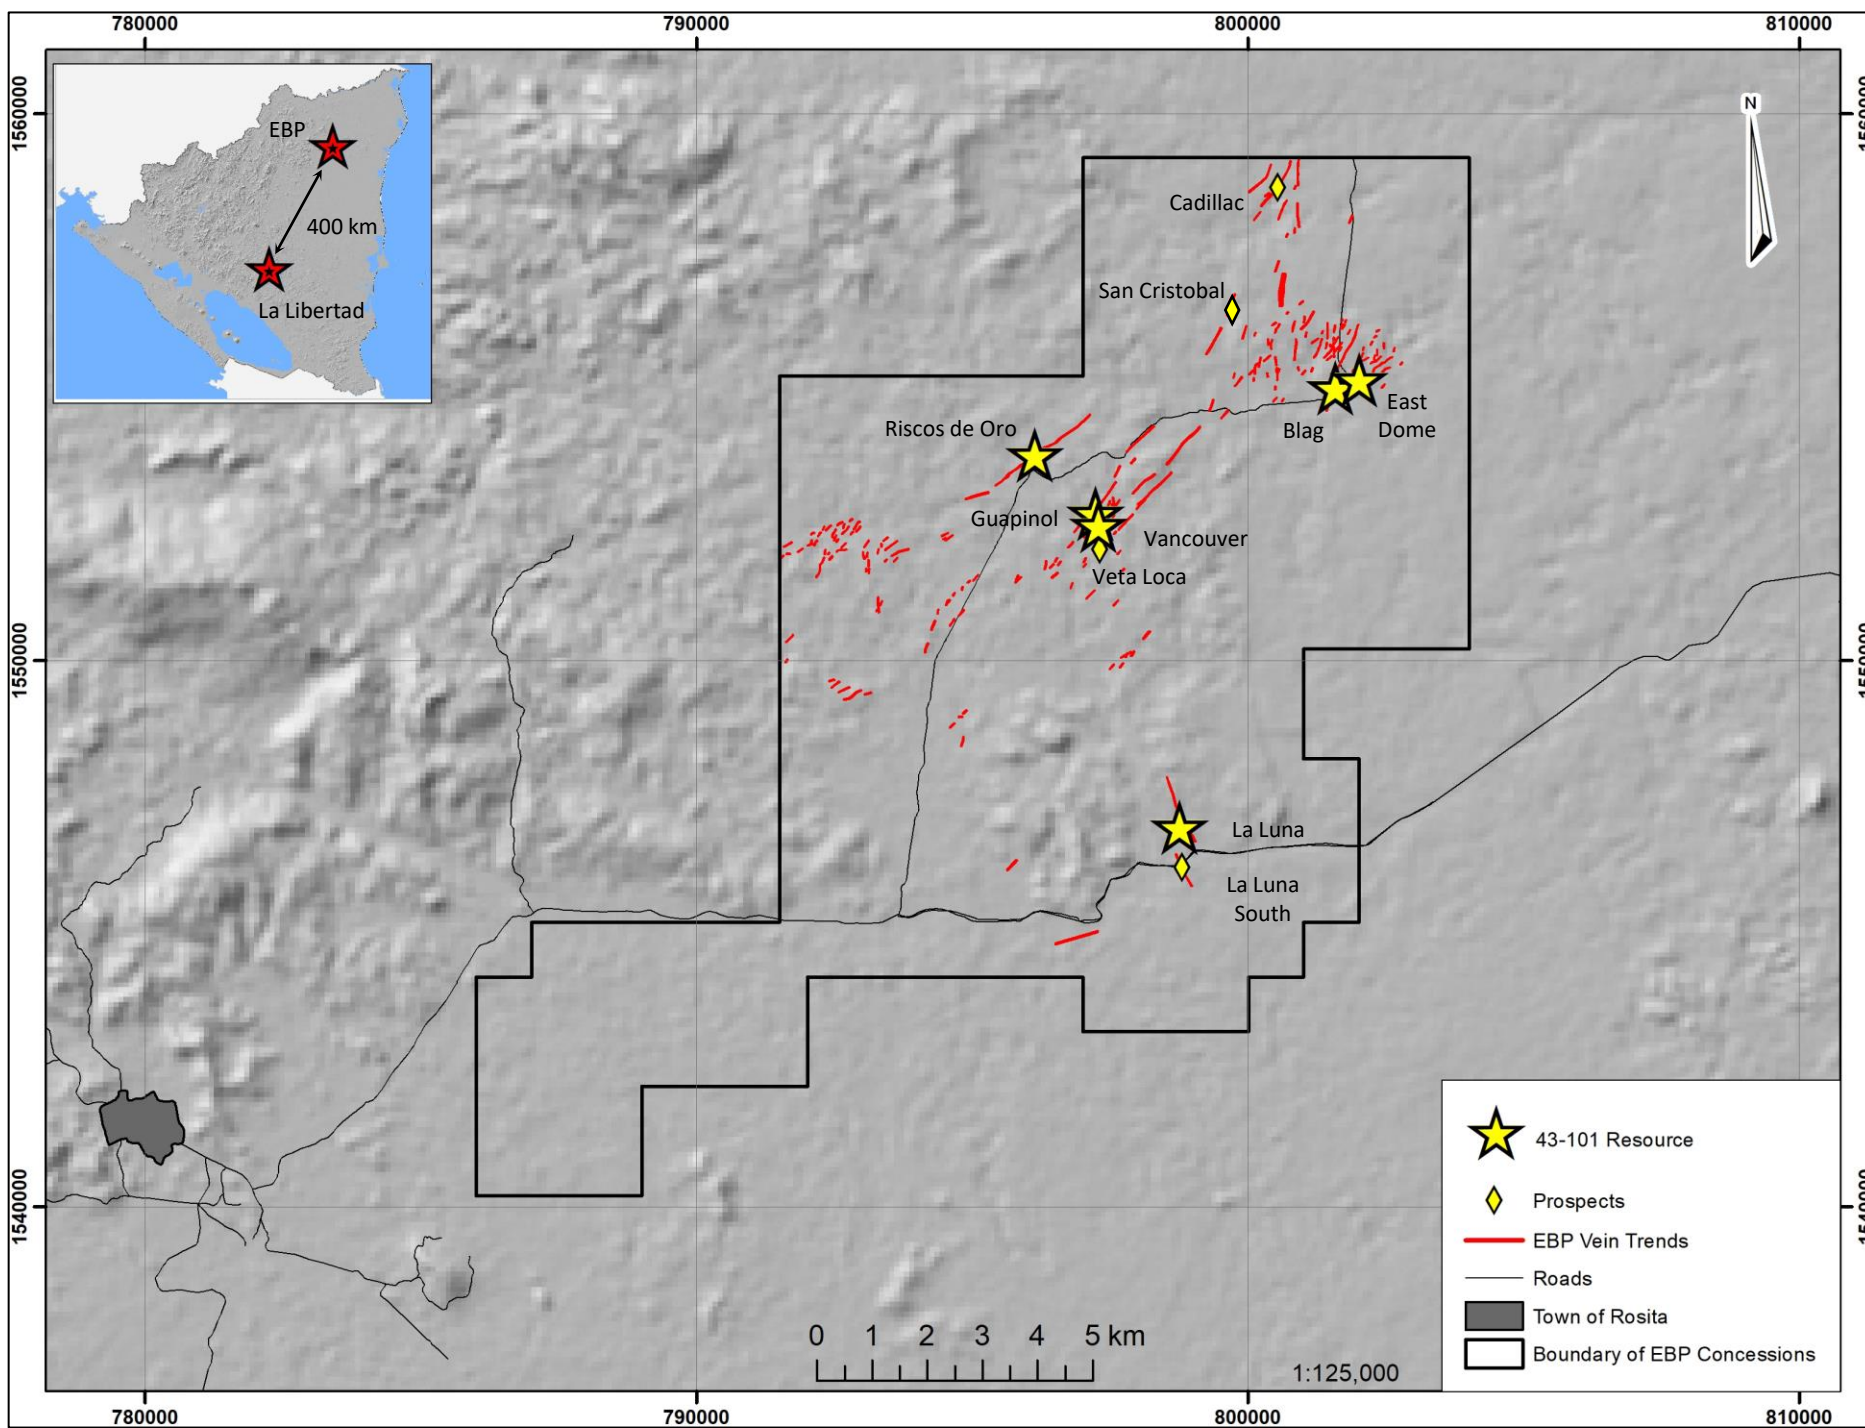 780000
790000
800000
810000
1560000
1560000
EBP
400 km
La Libertad
N
Cadillac
San Cristobal
East
Dome
Blag
Riscos de Oro
Guapinol
Vancouver
Veta Loca
1550000
1550000
La Luna
La Luna
South
1540000
1540000
43-101 Resource
Prospects
EBP Vein Trends
Roads
Town of Rosita
Boundary of EBP Concessions
0 1 2 3 4 5 km
1:125,000
780000
790000
800000
810000